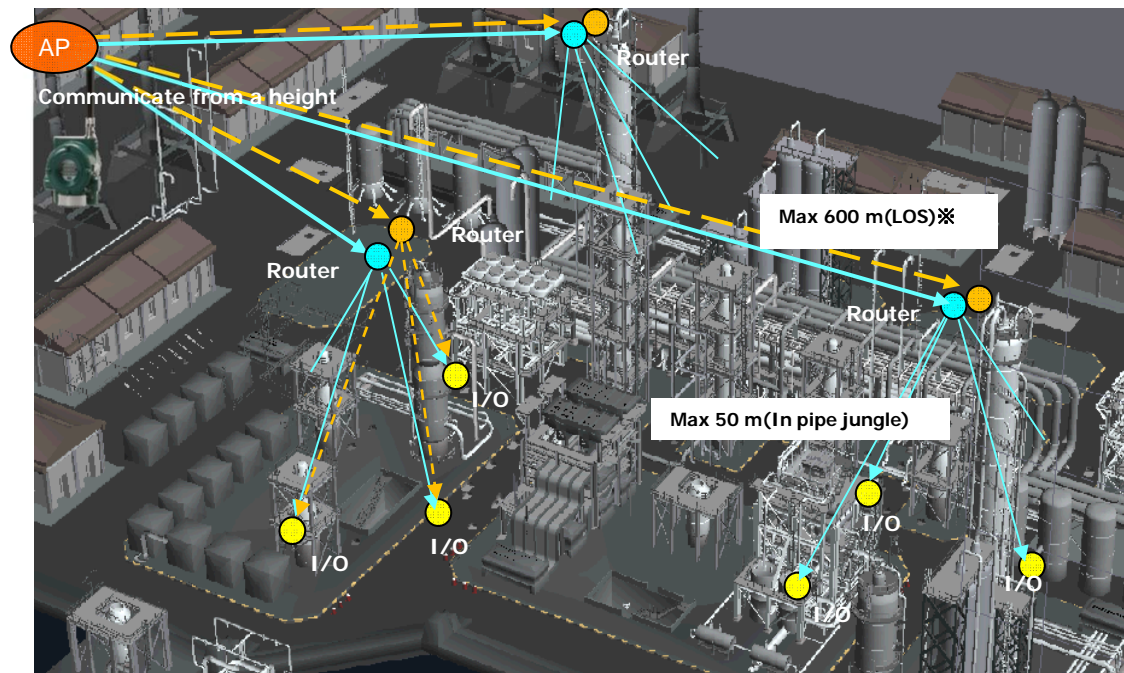 AP
Router
Communicate from a height
Max 600 m(LOS)※
Router
Router
Router
I/O
Max 50 m(In pipe jungle)
I/O
I/O
I/O
I/O
I/O